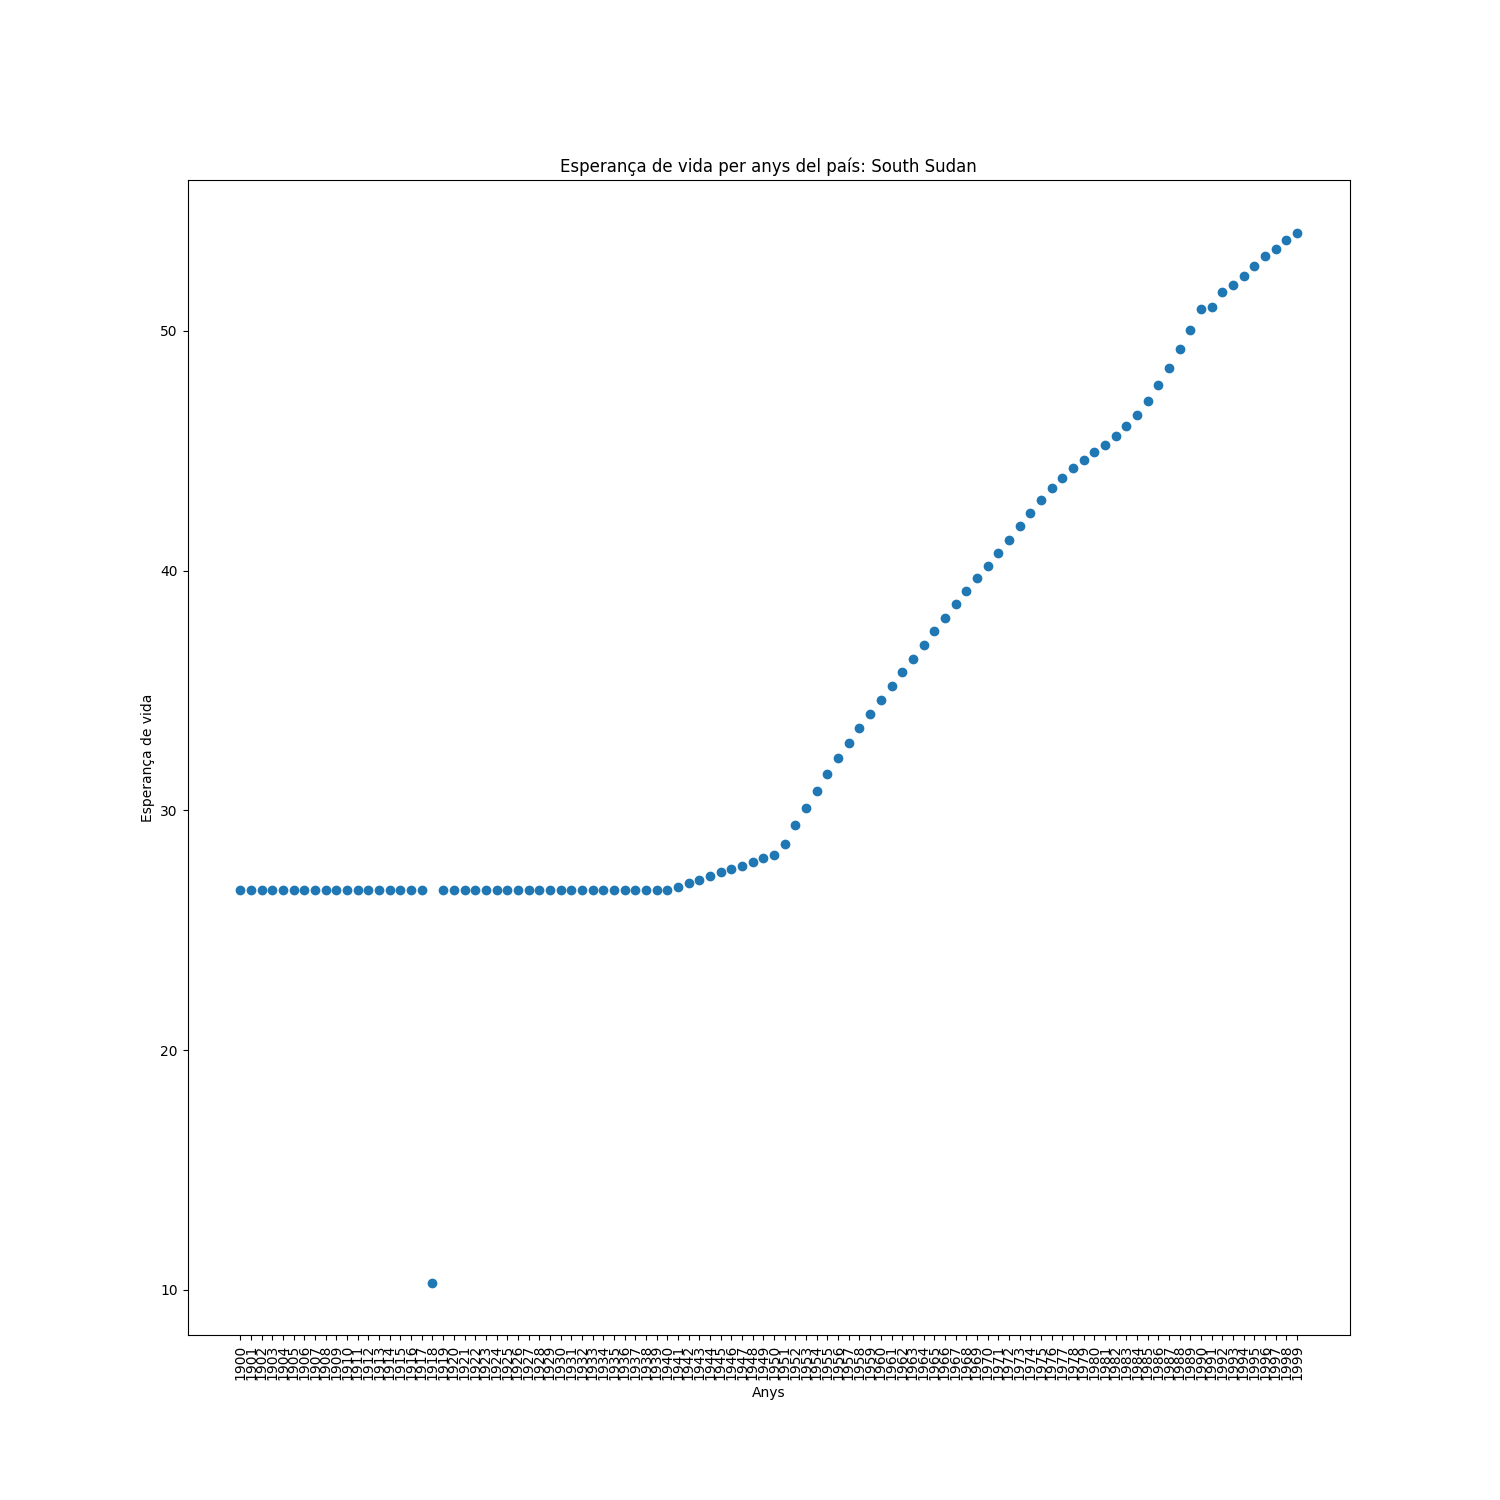 Esperança de vida per anys del país: South Sudan
Esperança de vida
50
40
30
20
10
1900 1901 1902 1903 1904 1905 1906 1907 1908 1909 1910 1911 1912 1913 1914 1915 1916 1917 1918 1919 1920 1921 1922 1923 1924 1925 1926 1927 1928 1929 1930 1931 1932 1933 1934 1935 1936 1937 1938 1939 1940 1941 1942 1943 1944 1945 1946 1947 1948 1949 1950 1951 1952 1953 1954 1955 1956 1957 1958 1959 1960 1961 1962 1963 1964 1965 1966 1967 1968 1969 1970 1971 1972 1973 1974 1975 1976 1977 1978 1979 1980 1981 1982 1983 1984 1985 1986 1987 1988 1989 1990 1991 1992 1993 1994 1995 1996 1997 1998 1999
Anys